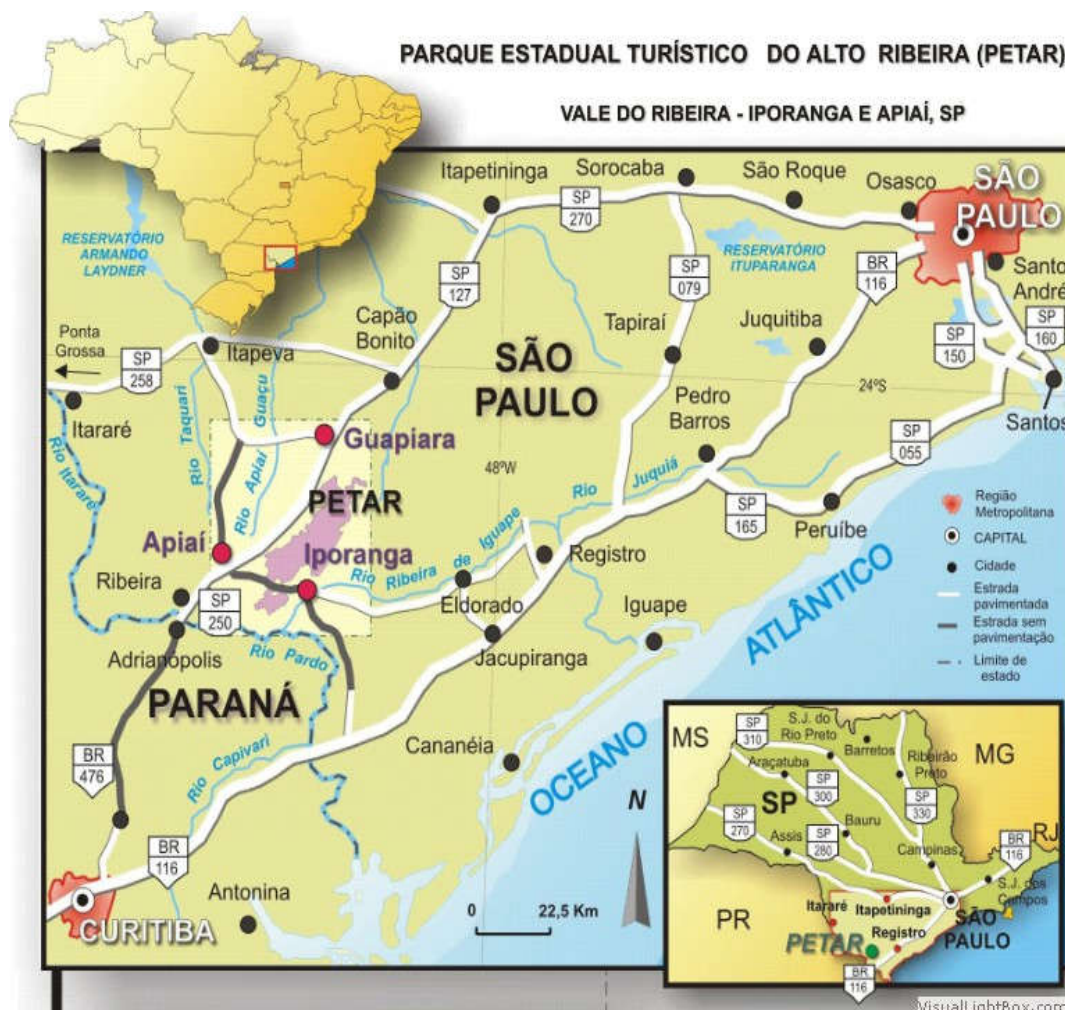 PARQUE ESTADUAL TURÍSTICO DO ALTO RIBEIRA (PETAR)
VALE DO RIBEIRA - IPORANGA E APIAÍ, SP
Itapetininga
Sorocaba
São Roque
Osasco
SÃO
PAULO
SP
270
RESERVATÓRIO
ARMANDO
LAYDNER
RESERVATÓRIO
ITUPARANGA
BR
116
SP
127
SP
079
Santo
André
SP
160
SP
150
Ponta
Grossa
SP
258
Itapeva
Capão
Bonito
Tapiraí
Juquitiba
SÃO
PAULO
24ºS
Santos
Itararé
Rio Itararé
Rio Taquari
Rio Apiaí Guaçu
Guapiara
Pedro
Barros
SP
055
48ºW
Rio Juquiá
PETAR
SP
165
Peruíbe
Apiaí
Iporanga
Rio Ribeira de Iguape
Registro
Ribeira
SP
250
Eldorado
Iguape
Adrianópolis
Rio Pardo
Jacupiranga
PARANÁ
OCEANO ATLÂNTICO
Região
Metropolitana
CAPITAL
Cidade
Estrada
pavimentada
Estrada sem
pavimentação
Limite de
estado
BR
476
Rio Capivari
Cananéia
N
BR
116
Antonina
0 22,5 Km
CURITIBA
MS
SP
310
S.J. do
Rio Preto
Barretos
Ribeirão
Preto
MG
Araçatuba
SP
300
SP
SP
330
SP
270
Assis
SP
280
Bauru
Campinas
RJ
BR
116
S.J. dos
Campos
PR
Itararé
Itapetininga
SÃO
PAULO
Registro
PETAR
BR
116
VisualLightBox.com